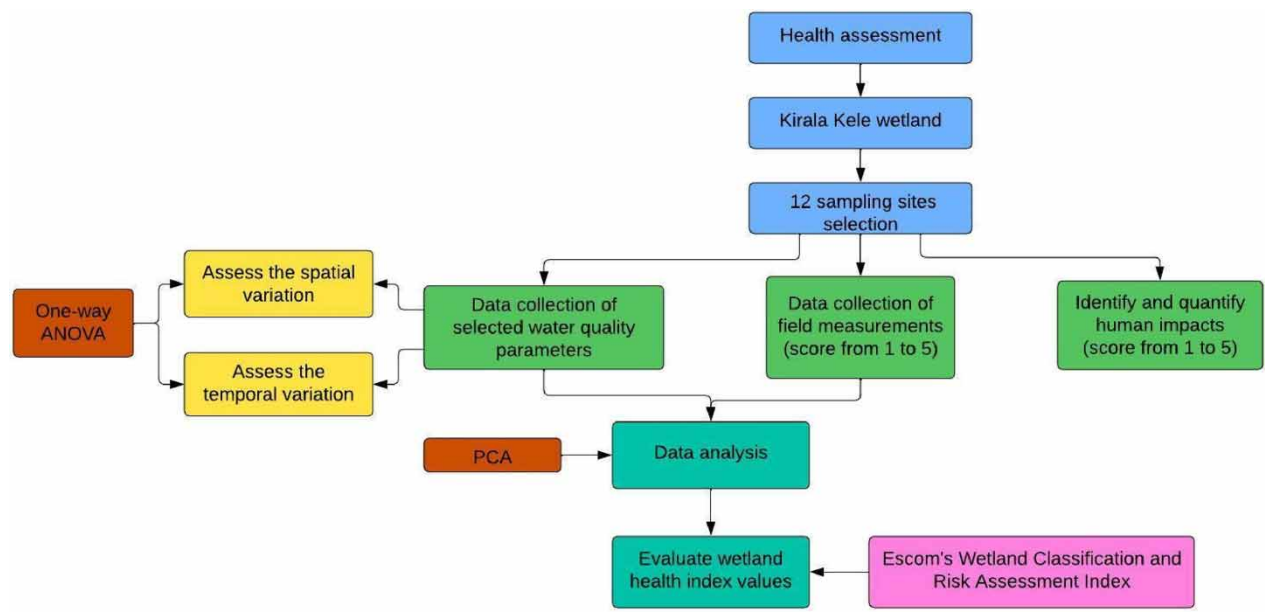 Health assessment
Kirala Kele wetland
12 sampling sites
selection
Assess the spatial
variation
One-way
ANOVA
Assess the
temporal variation
Data collection of
selected water quality
parameters
Data collection of
field measurements
(score from 1 to 5)
Identify and quantify
human impacts
(score from 1 to 5)
PCA
Data analysis
Evaluate wetland
health index values
Escom's Wetland Classification and
Risk Assessment Index